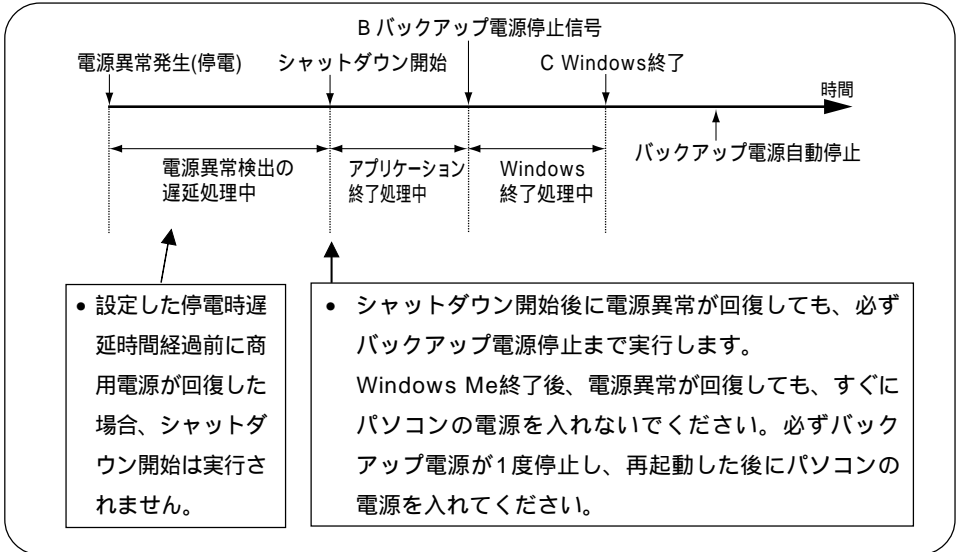 B バックアップ電源停止信号
電源異常発生(停電)
シャットダウン開始
C Windows終了
時間
バックアップ電源自動停止
電源異常検出の
遅延処理中
アプリケーション
終了処理中
Windows
終了処理中
• 設定した停電時遅
延時間経過前に商
用電源が回復した
場合、シャットダ
ウン開始は実行さ
れません。
• シャットダウン開始後に電源異常が回復しても、必ず
バックアップ電源停止まで実行します。
Windows Me終了後、電源異常が回復しても、すぐに
パソコンの電源を入れないでください。必ずバック
アップ電源が1度停止し、再起動した後にパソコンの
電源を入れてください。